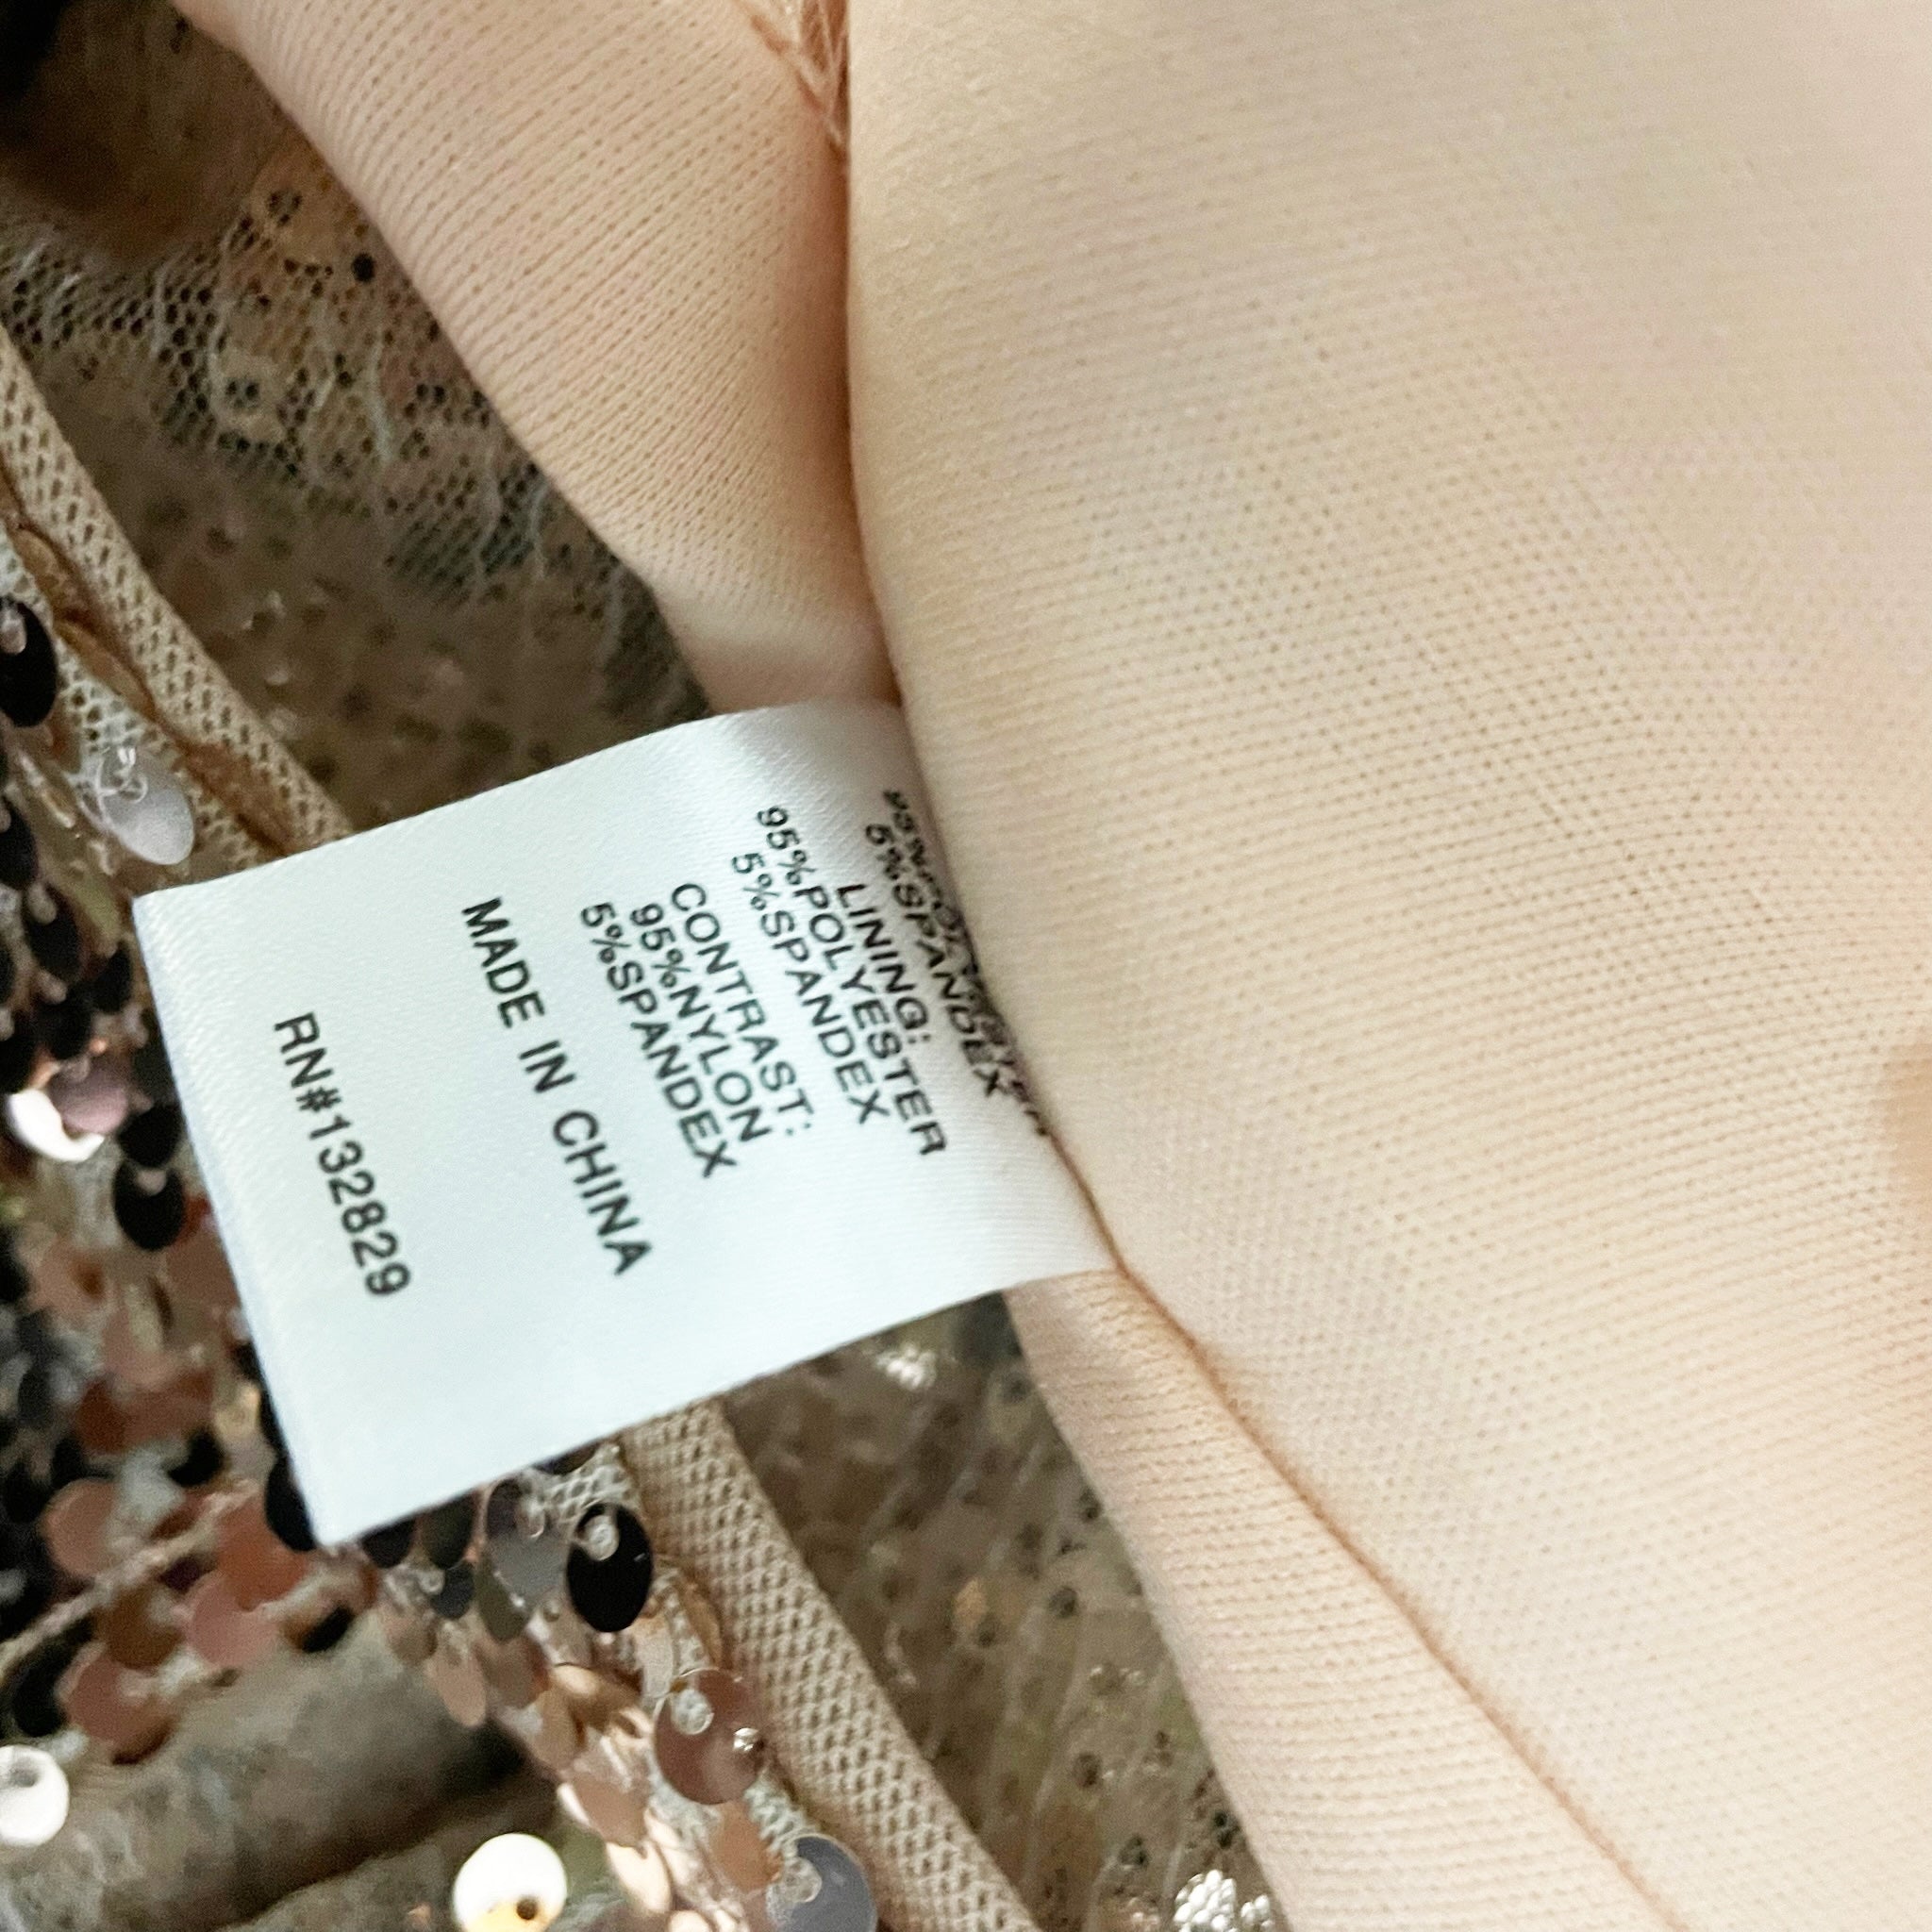 5%SPANDEX
LINING:
95%POLYESTER
5%SPANDEX
CONTRAST:
95%NYLON
5%SPANDEX
MADE IN CHINA
RN#132829